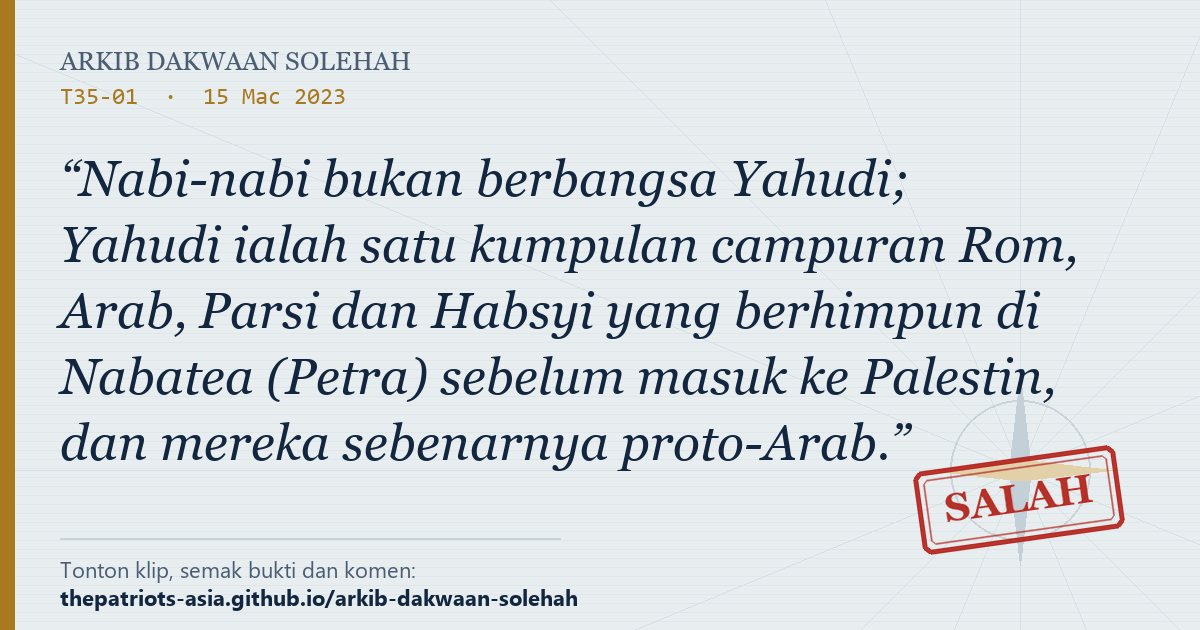 ARKIB DAKWAAN SOLEHAH
T35-01 · 15 Mac 2023
“Nabi-nabi bukan berbangsa Yahudi;
Yahudi ialah satu kumpulan campuran Rom,
Arab, Parsi dan Habsyi yang berhimpun di
Nabatea (Petra) sebelum masuk ke Palestin,
dan mereka sebenarnya proto-Arab.”
SALAH
Tonton klip, semak bukti dan komen:
thepatriots-asia.github.io/arkib-dakwaan-solehah